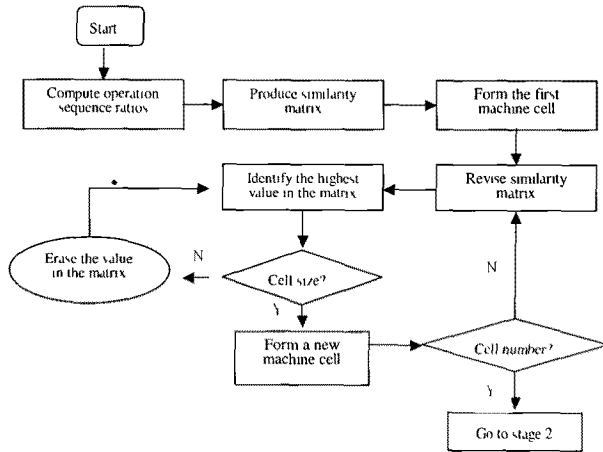 Start
Compute operation
sequence ratios
Produce similarity
matrix
Form the first
machine cell
Identify the highest
value in the matrix
Revise similarity
matrix
Erase the value
in the matrix
N
Cell size?
Y
N
Form a new
machine cell
Cell number?
Y
Go to stage 2